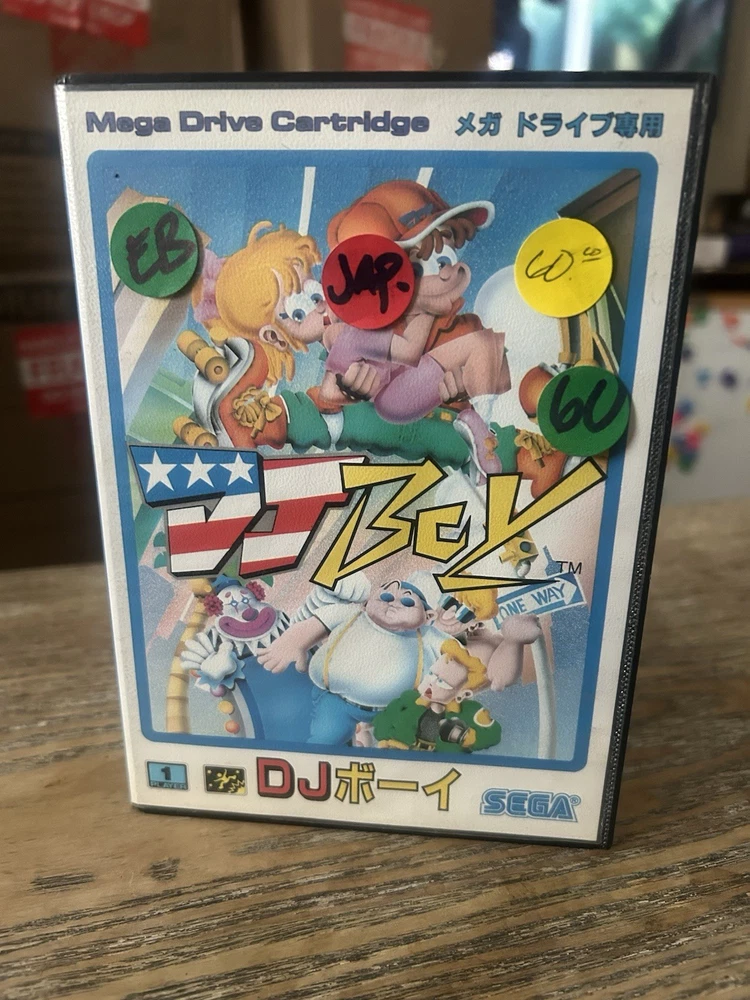 Mega Drive Cartridge メガ ドライブ専用
EB
JAP.
60.
60
DJ Boy TM
ONE WAY
1 PLAYER
DJボーイ
SEGA®